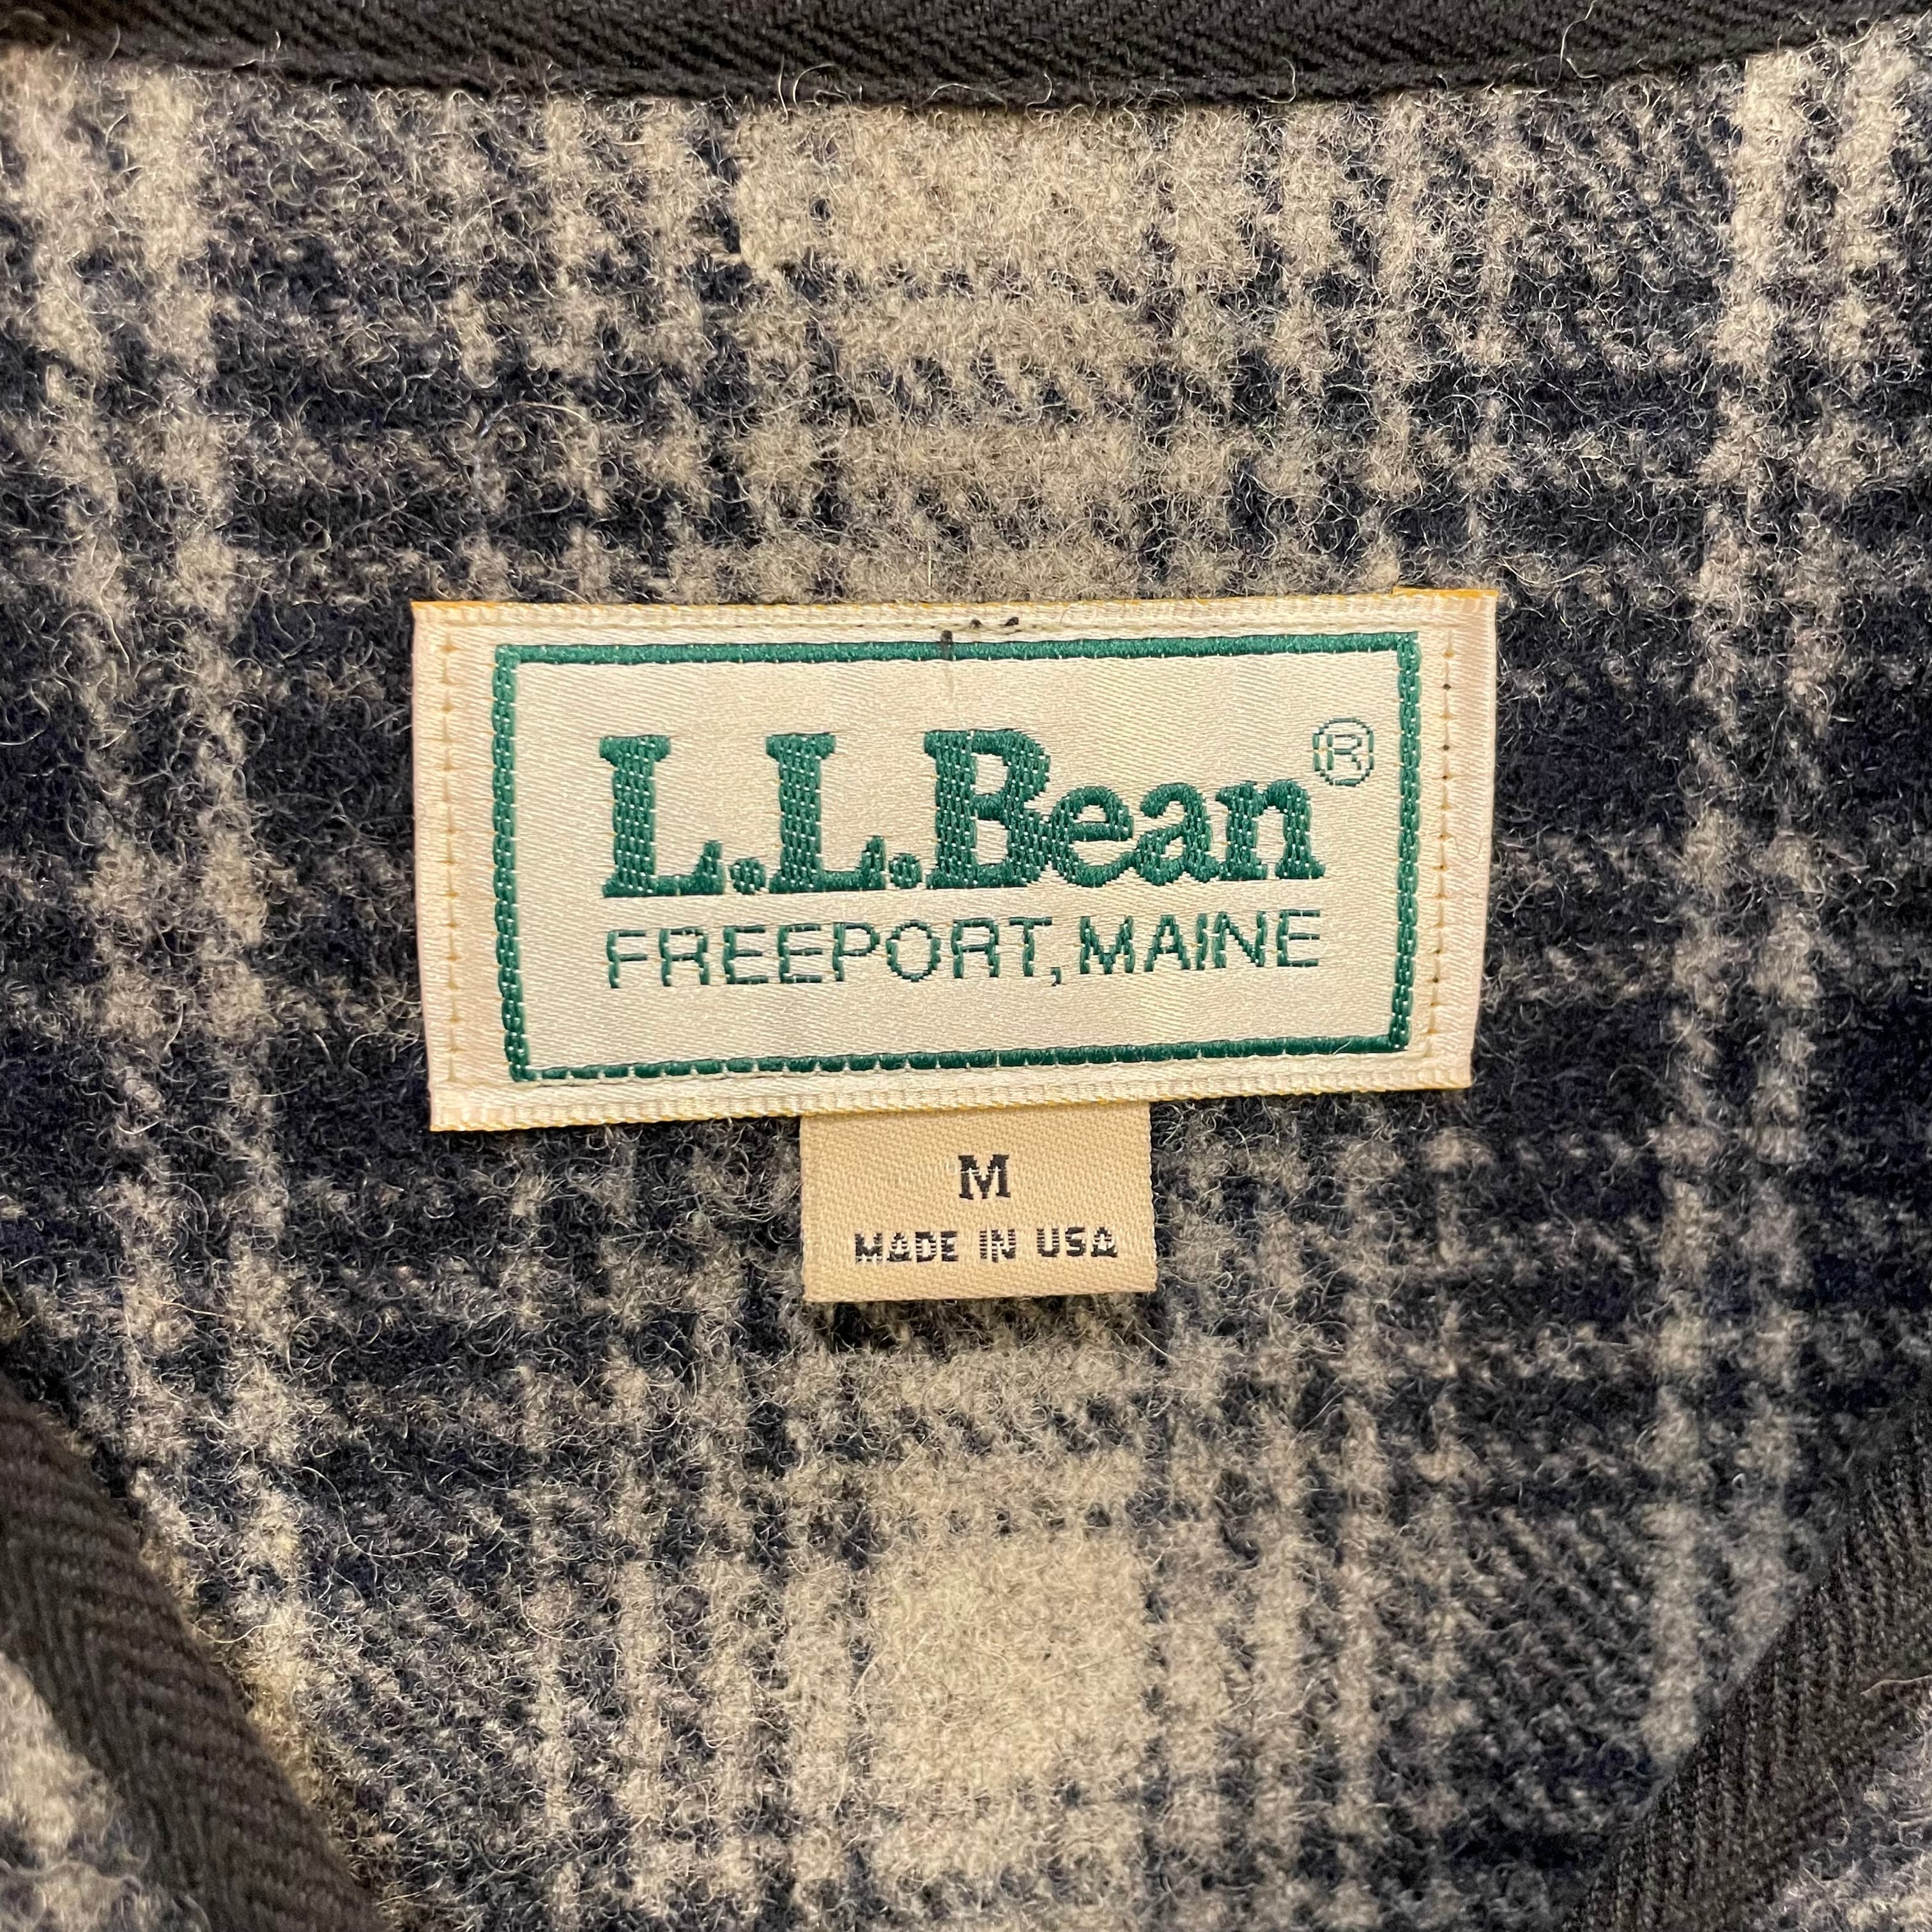 L.L.Bean®
FREEPORT, MAINE
M
MADE IN USA